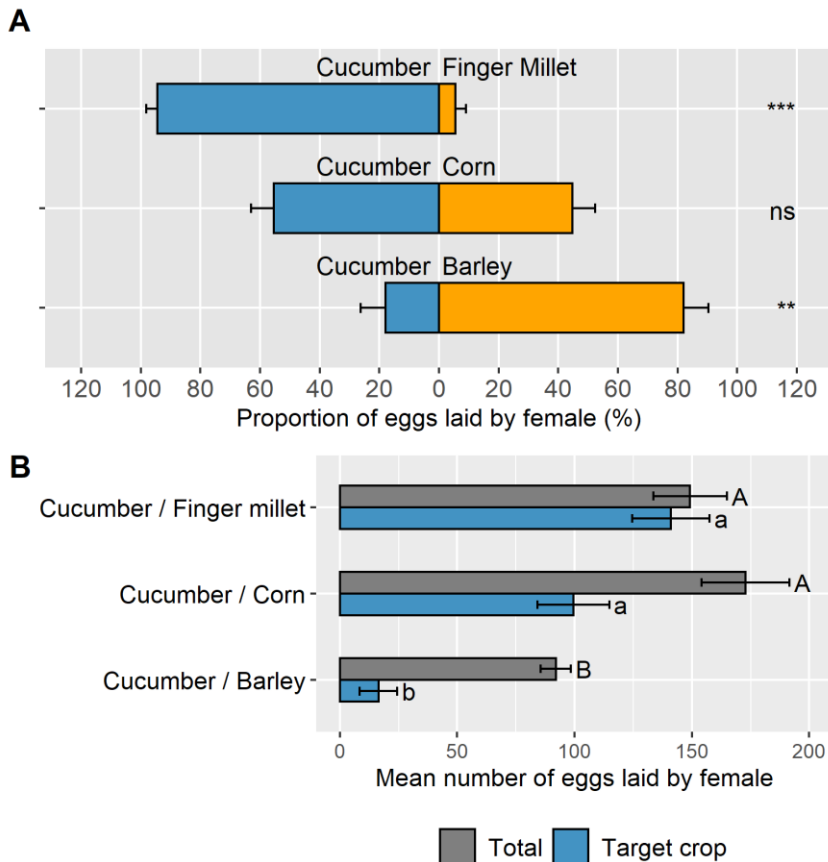 A
Cucumber Finger Millet
***
Cucumber Corn
ns
Cucumber Barley
**
120 100 80 60 40 20 0 20 40 60 80 100 120
Proportion of eggs laid by female (%)
B
Cucumber / Finger millet
A
a
Cucumber / Corn
A
a
Cucumber / Barley
B
b
0 50 100 150 200
Mean number of eggs laid by female
Total Target crop